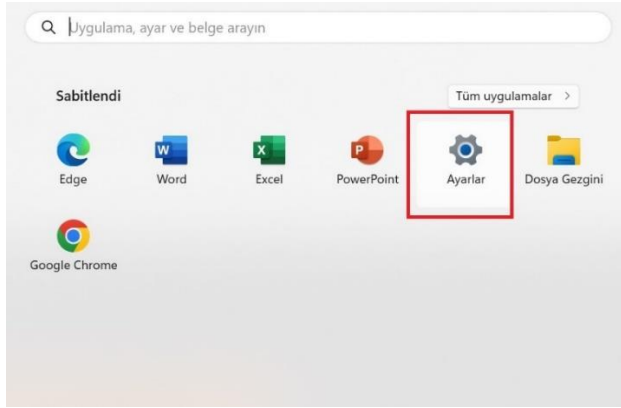 Uygulama, ayar ve belge arayın
Sabitlendi
Tüm uygulamalar >
Edge Word Excel PowerPoint Ayarlar Dosya Gezgini
Google Chrome